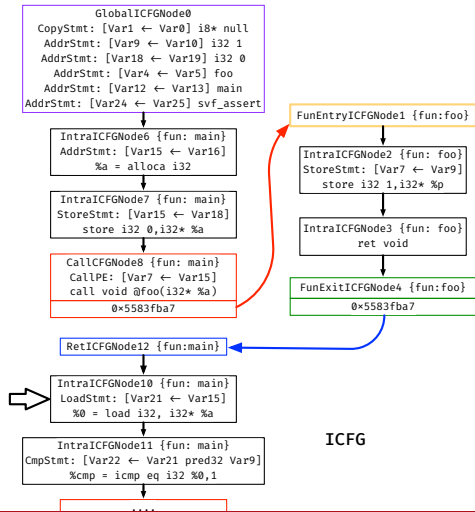 GlobalICFGNode0
CopyStmt: [Var1 ← Var0] i8* null
AddrStmt: [Var9 ← Var10] i32 1
AddrStmt: [Var18 ← Var19] i32 0
AddrStmt: [Var4 ← Var5] foo
AddrStmt: [Var12 ← Var13] main
AddrStmt: [Var24 ← Var25] svf_assert
IntraICFGNode6 {fun: main}
AddrStmt: [Var15 ← Var16]
%a = alloca i32
IntraICFGNode7 {fun: main}
StoreStmt: [Var15 ← Var18]
store i32 0,i32* %a
CallCFGNode8 {fun: main}
CallPE: [Var7 ← Var15]
call void @foo(i32* %a)
0×5583fba7
FunEntryICFGNode1 {fun:foo}
IntraICFGNode2 {fun: foo}
StoreStmt: [Var7 ← Var9]
store i32 1,i32* %p
IntraICFGNode3 {fun: foo}
ret void
FunExitICFGNode4 {fun:foo}
0×5583fba7
RetICFGNode12 {fun:main}
IntraICFGNode10 {fun: main}
LoadStmt: [Var21 ← Var15]
%0 = load i32, i32* %a
IntraICFGNode11 {fun: main}
CmpStmt: [Var22 ← Var21 pred32 Var9]
%cmp = icmp eq i32 %0,1
....
ICFG